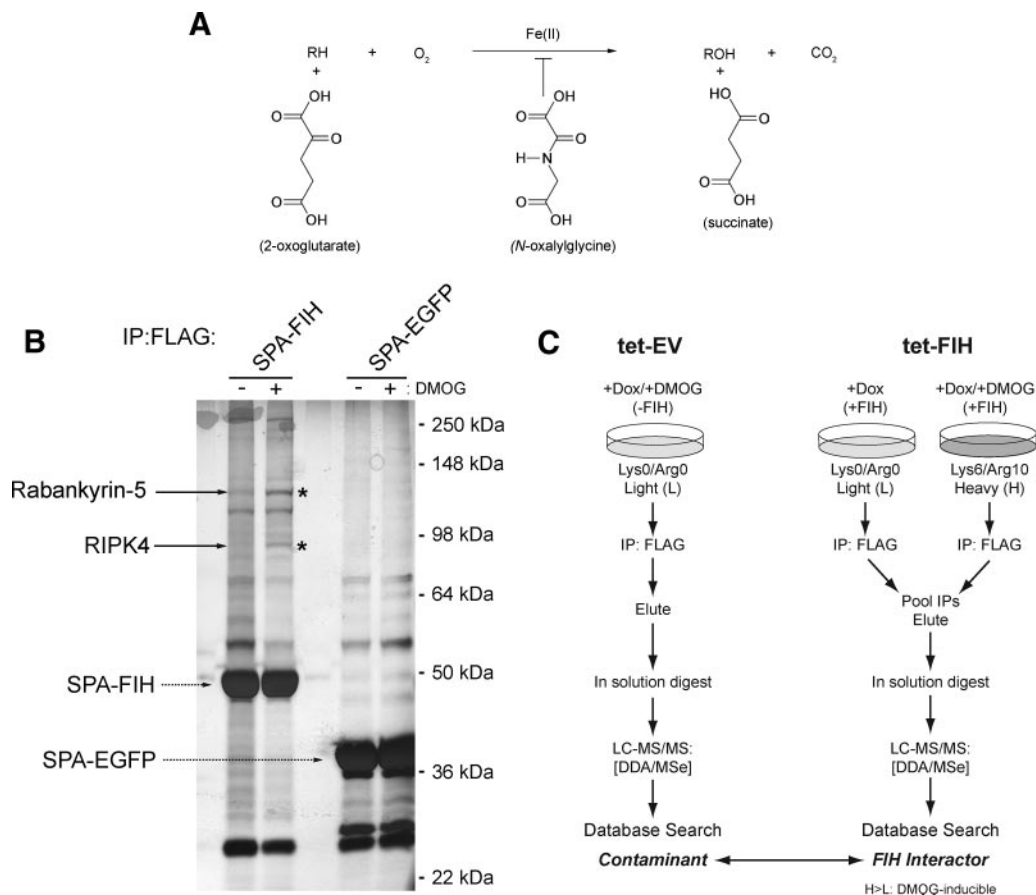 A
RH + O2 Fe(II) ROH + CO2
+ +
OH HO
O O
O
OH HO
O O
H N O
O O
O HO
OH OH
(2-oxoglutarate) (N-oxalylglycine) (succinate)
B
IP:FLAG: SPA-FIH SPA-EGFP
- + - + : DMOG
- 250 kDa
- 148 kDa
Rabankyrin-5 *
- 98 kDa
RIPK4 *
- 64 kDa
- 50 kDa
SPA-FIH
SPA-EGFP
- 36 kDa
- 22 kDa
C
tet-EV tet-FIH
+Dox/+DMOG +Dox +Dox/+DMOG
(-FIH) (+FIH) (+FIH)
Lys0/Arg0 Lys0/Arg0 Lys6/Arg10
Light (L) Light (L) Heavy (H)
IP: FLAG IP: FLAG IP: FLAG
Elute Pool IPs
Elute
In solution digest In solution digest
LC-MS/MS: LC-MS/MS:
[DDA/MSe] [DDA/MSe]
Database Search Database Search
Contaminant FIH Interactor
H>L: DMOG-inducible